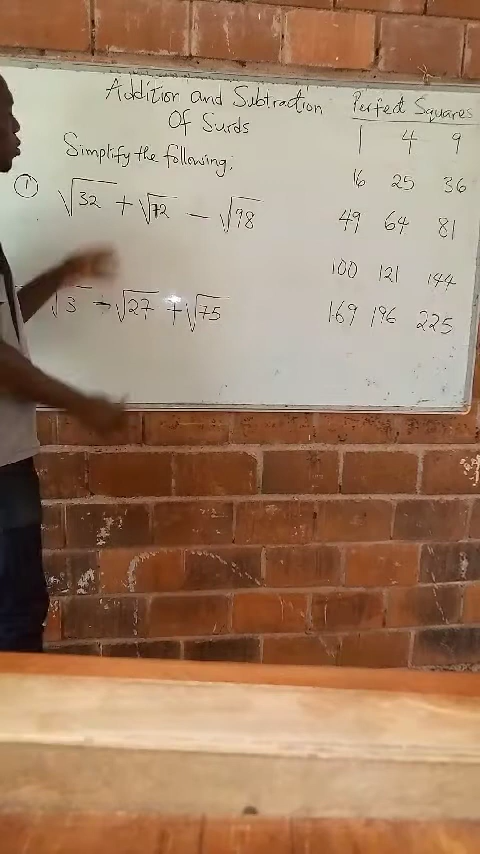 Addition and Subtraction
Of Surds
Simplify the following;
① √32 + √72 − √98
√3 − √27 + √75
Perfect Squares
1 4 9
16 25 36
49 64 81
100 121 144
169 196 225